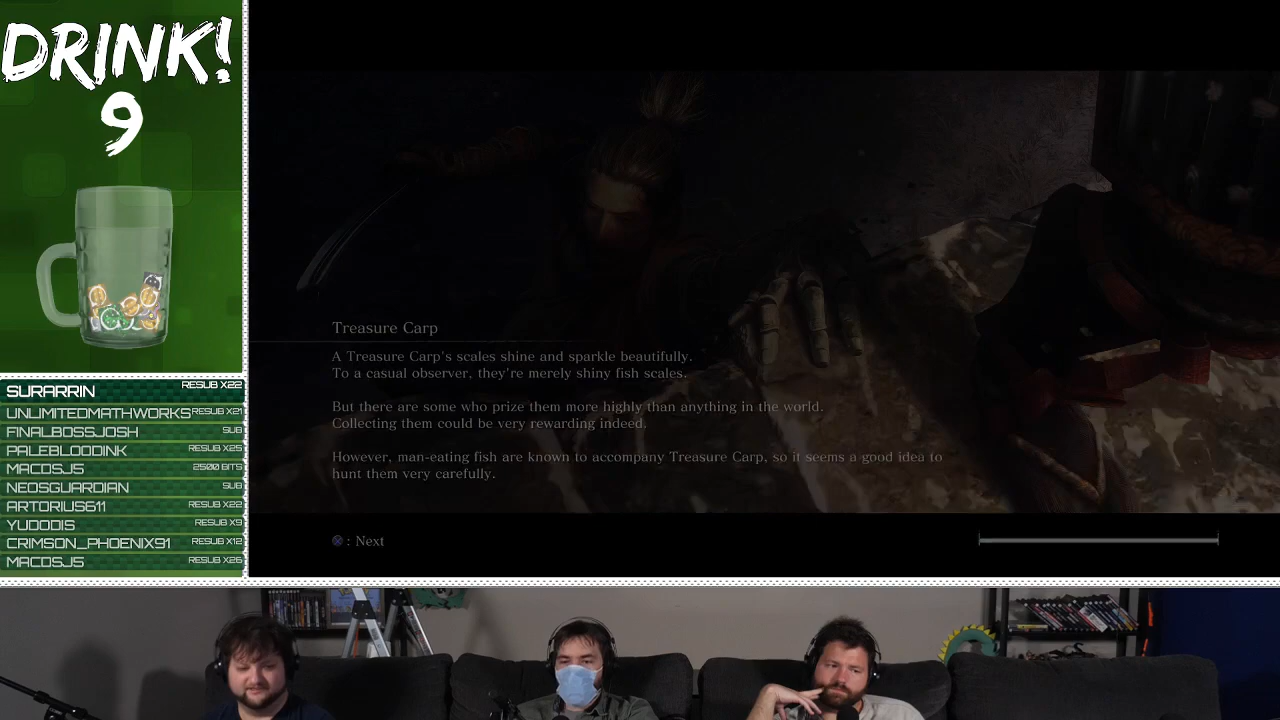 DRINK!
9
SURARRIN RESUB X22
UNLIMITEDMATHWORKS RESUB X21
FINALBOSSJOSH SUB
PALEBLOODINK RESUB X25
MACDSJ5 2500 BITS
NEOSGUARDIAN SUB
ARTORIUS611 RESUB X22
YUDODIS RESUB X9
CRIMSON_PHOENIX91 RESUB X12
MACDSJ5 RESUB X26
Treasure Carp
A Treasure Carp's scales shine and sparkle beautifully.
To a casual observer, they're merely shiny fish scales.
But there are some who prize them more highly than anything in the world.
Collecting them could be very rewarding indeed.
However, man-eating fish are known to accompany Treasure Carp, so it seems a good idea to
hunt them very carefully.
: Next